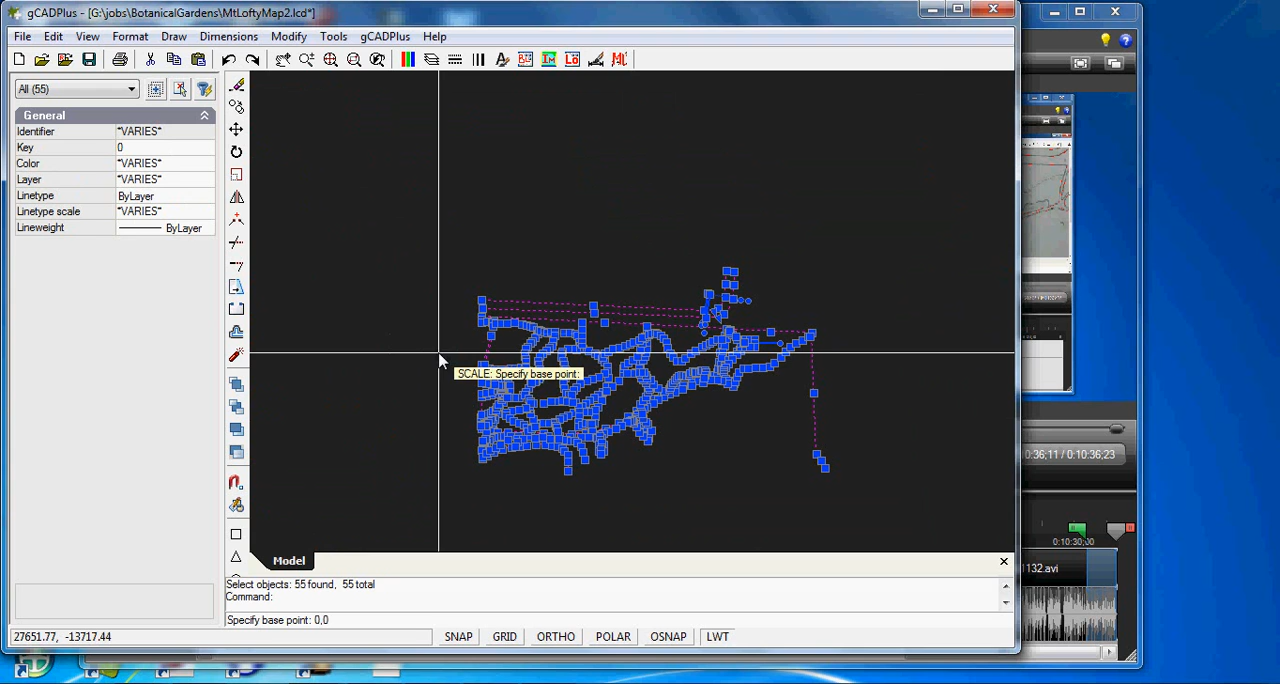 gCADPlus - [G:\jobs\BotanicalGardens\MtLoftyMap2.lcd*]
File Edit View Format Draw Dimensions Modify Tools gCADPlus Help
All (55)
General
Identifier *VARIES*
Key 0
Color *VARIES*
Layer *VARIES*
Linetype ByLayer
Linetype scale *VARIES*
Lineweight ByLayer
SCALE: Specify base point:
Model
Select objects: 55 found, 55 total
Command:
Specify base point: 0,0
27651.77, -13717.44 SNAP GRID ORTHO POLAR OSNAP LWT
0:36;11 / 0:10:36;23
0:10:30;00
1132.avi